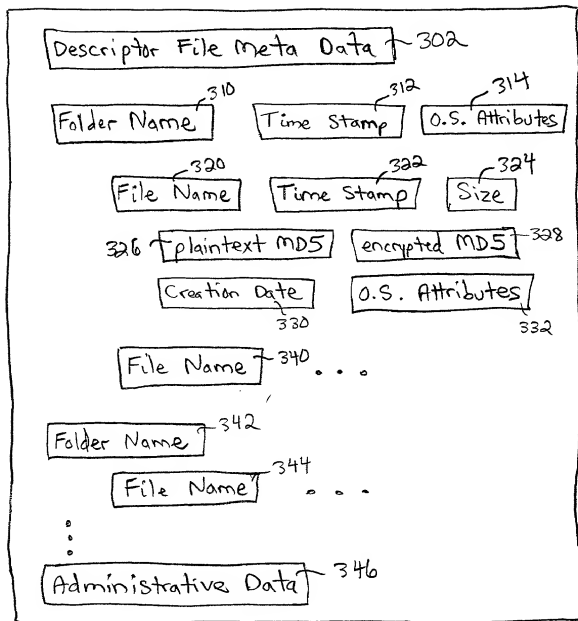 Descriptor File Meta Data 302
310 312 314
Folder Name Time Stamp O.S. Attributes
320 322 324
File Name Time Stamp Size
326 plaintext MD5 encrypted MD5 328
Creation Date O.S. Attributes
330 332
File Name 340 . . .
Folder Name 342
File Name 344 . . .
Administrative Data 346